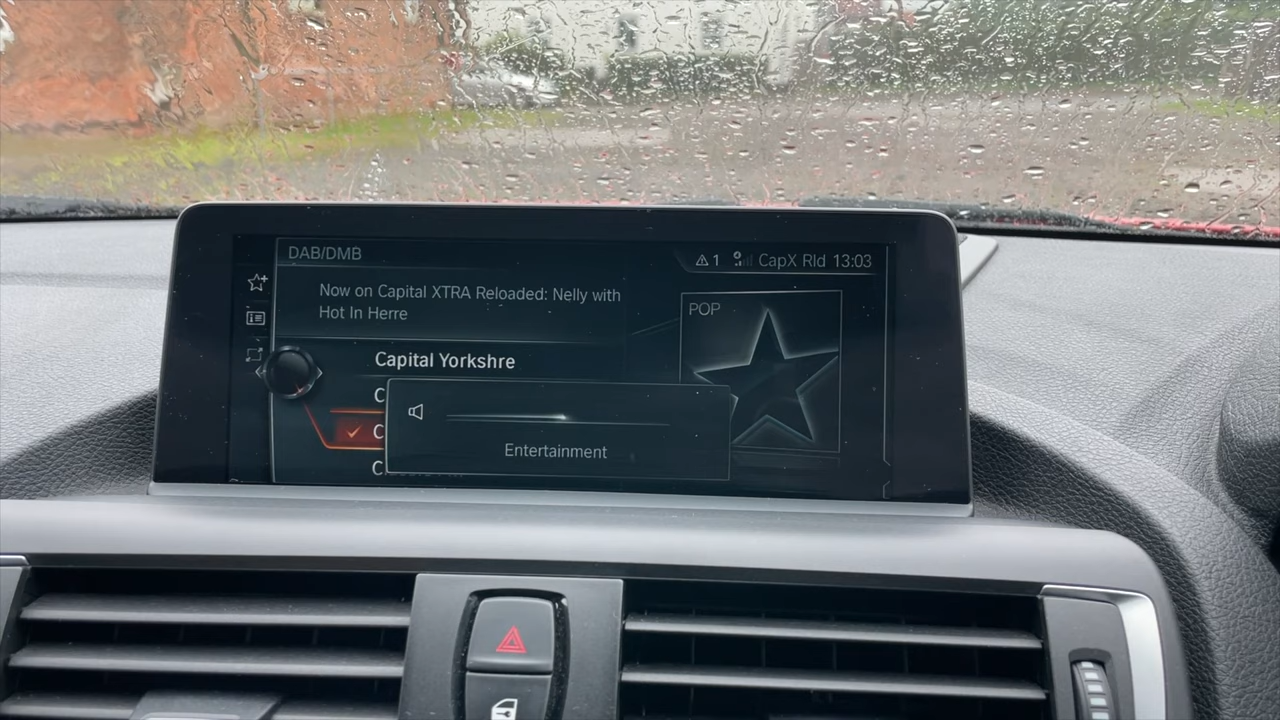 DAB/DMB
1 CapX Rld 13:03
Now on Capital XTRA Reloaded: Nelly with
Hot In Herre
POP
Capital Yorkshre
C
C
C
Entertainment